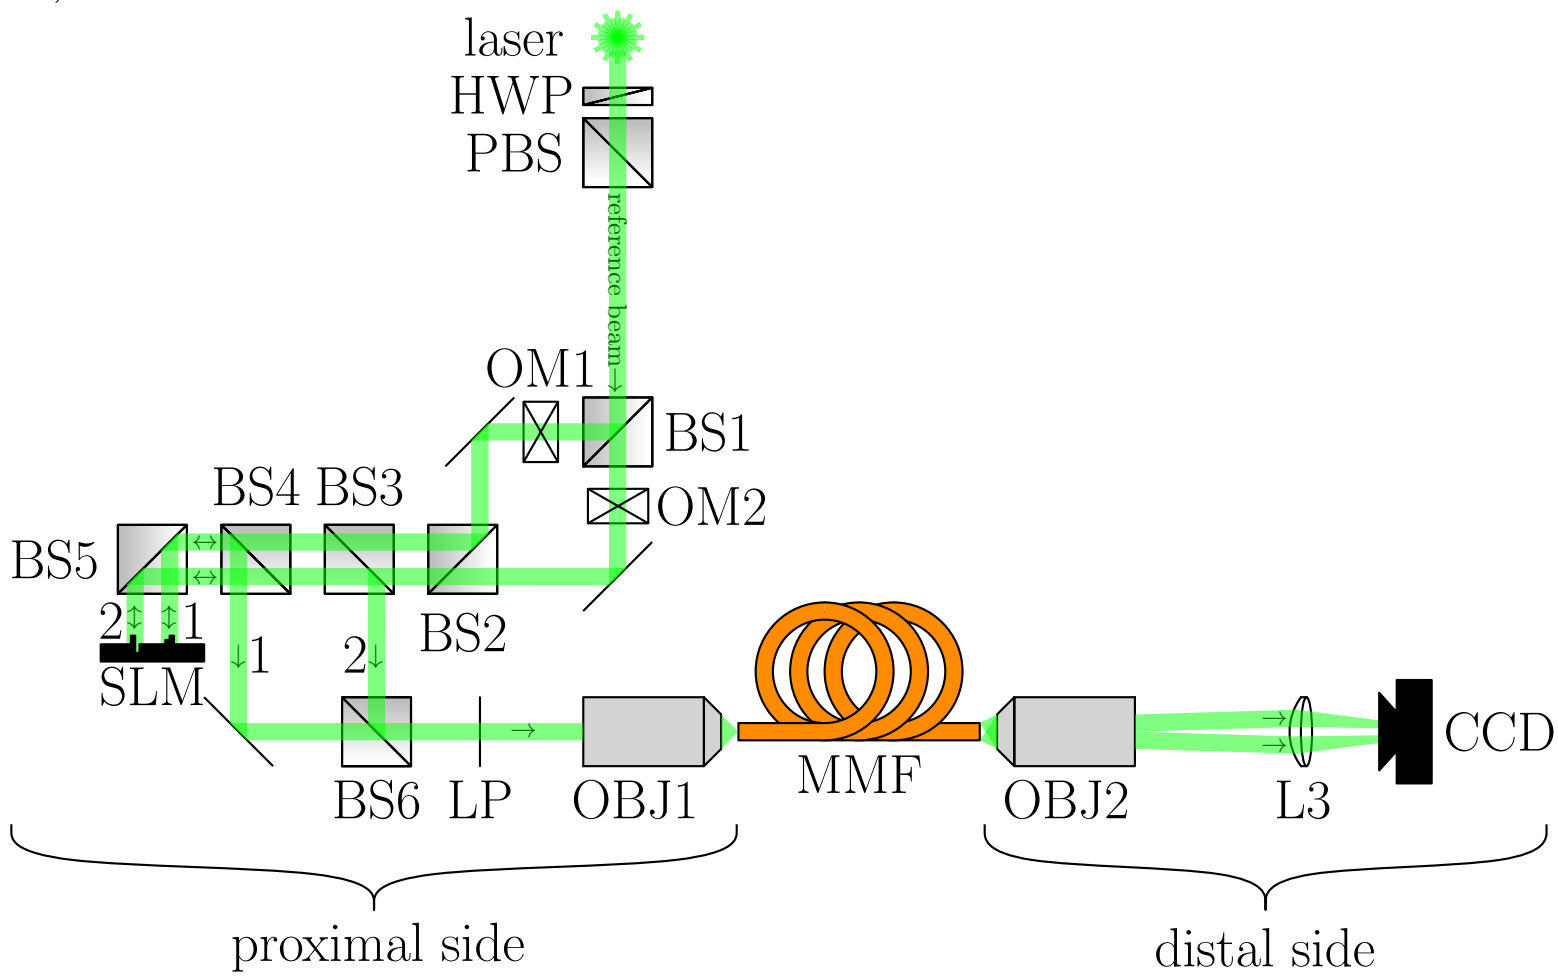 laser
HWP
PBS
reference beam→
OM1
BS1
BS4 BS3
OM2
BS5
↔
↔
2 ↕ ↕ 1
BS2
↓ 1
2 ↓
SLM
→
→
→
CCD
MMF
BS6 LP OBJ1
OBJ2
L3
proximal side
distal side